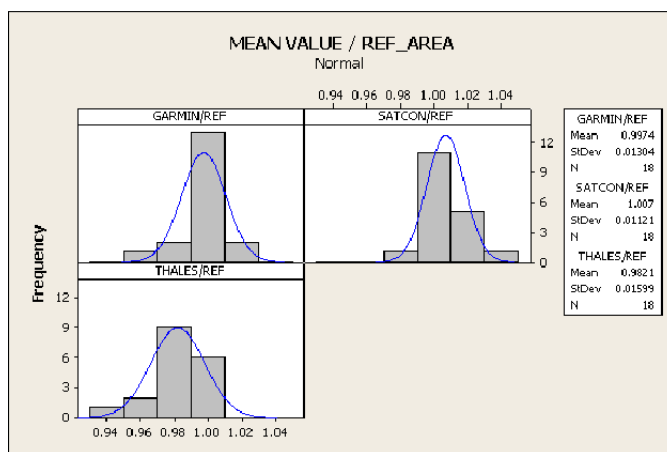 MEAN VALUE / REF_AREA
Normal
0.94 0.96 0.98 1.00 1.02 1.04
GARMIN/REF
SATCON/REF
12
9
6
3
0
Frequency
THALES/REF
12
9
6
3
0
0.94 0.96 0.98 1.00 1.02 1.04
GARMIN/REF
Mean 0.9974
StDev 0.01304
N 18
SATCON/REF
Mean 1.007
StDev 0.01121
N 18
THALES/REF
Mean 0.9821
StDev 0.01599
N 18